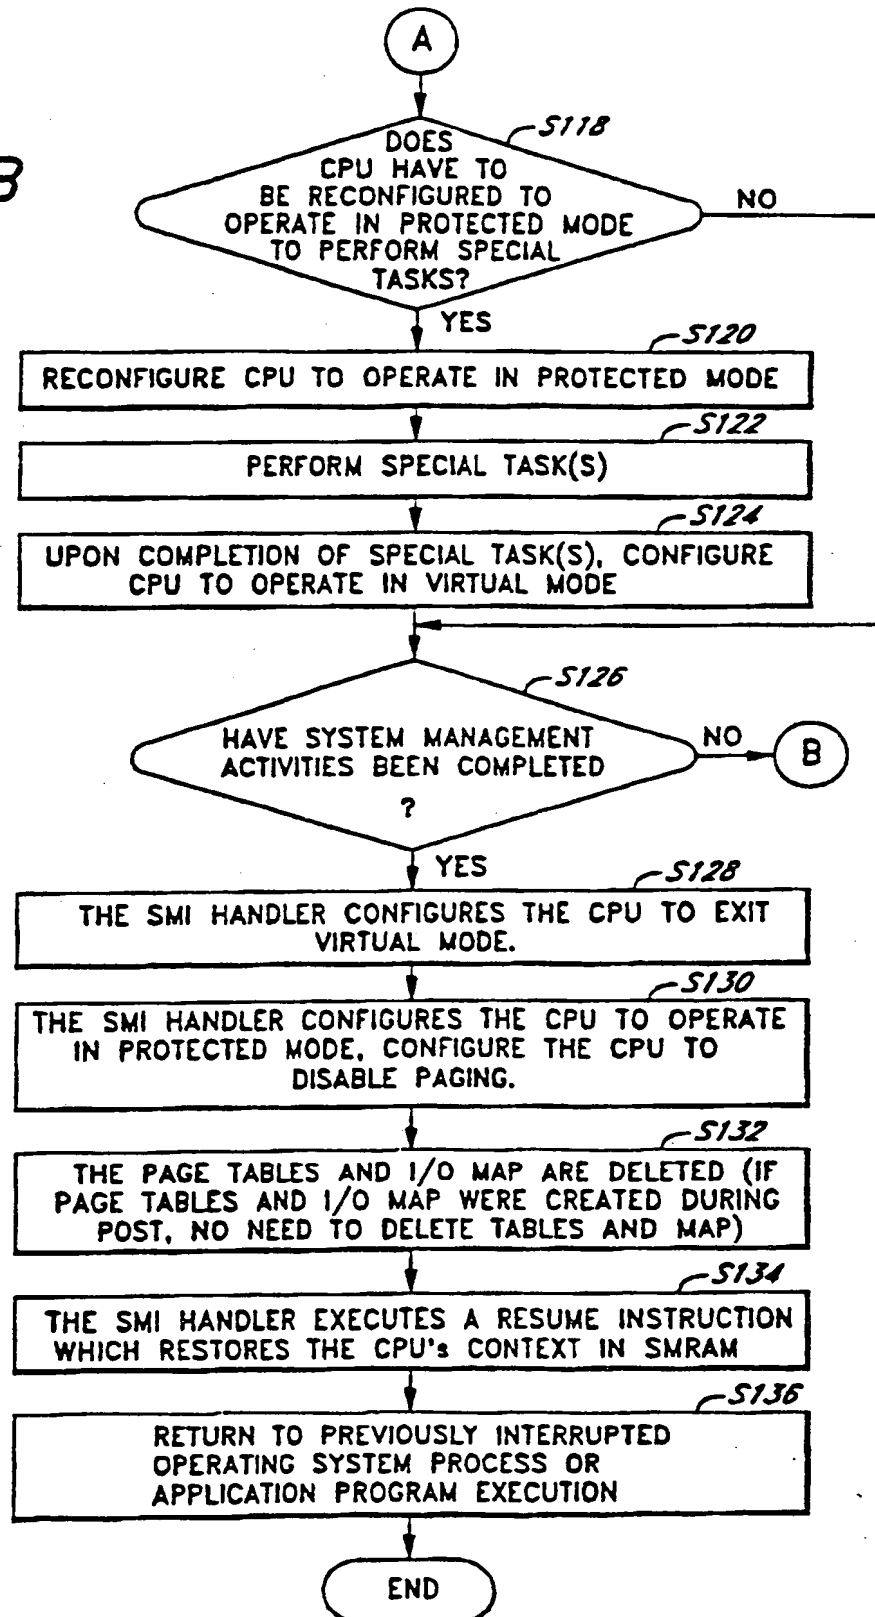 A
S118
B
DOES
CPU HAVE TO
BE RECONFIGURED TO
OPERATE IN PROTECTED MODE
TO PERFORM SPECIAL
TASKS?
NO
YES
S120
RECONFIGURE CPU TO OPERATE IN PROTECTED MODE
S122
PERFORM SPECIAL TASK(S)
S124
UPON COMPLETION OF SPECIAL TASK(S), CONFIGURE
CPU TO OPERATE IN VIRTUAL MODE
S126
HAVE SYSTEM MANAGEMENT
ACTIVITIES BEEN COMPLETED
?
NO
B
YES
S128
THE SMI HANDLER CONFIGURES THE CPU TO EXIT
VIRTUAL MODE.
S130
THE SMI HANDLER CONFIGURES THE CPU TO OPERATE
IN PROTECTED MODE, CONFIGURE THE CPU TO
DISABLE PAGING.
S132
THE PAGE TABLES AND I/O MAP ARE DELETED (IF
PAGE TABLES AND I/O MAP WERE CREATED DURING
POST, NO NEED TO DELETE TABLES AND MAP)
S134
THE SMI HANDLER EXECUTES A RESUME INSTRUCTION
WHICH RESTORES THE CPU's CONTEXT IN SMRAM
S136
RETURN TO PREVIOUSLY INTERRUPTED
OPERATING SYSTEM PROCESS OR
APPLICATION PROGRAM EXECUTION
END